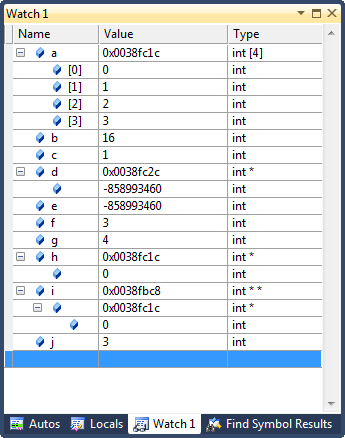 Watch 1
Name Value Type
a 0x0038fc1c int [4]
[0] 0 int
[1] 1 int
[2] 2 int
[3] 3 int
b 16 int
c 1 int
d 0x0038fc2c int *
-858993460 int
e -858993460 int
f 3 int
g 4 int
h 0x0038fc1c int *
0 int
i 0x0038fbc8 int * *
0x0038fc1c int *
0 int
j 3 int
Autos Locals Watch 1 Find Symbol Results